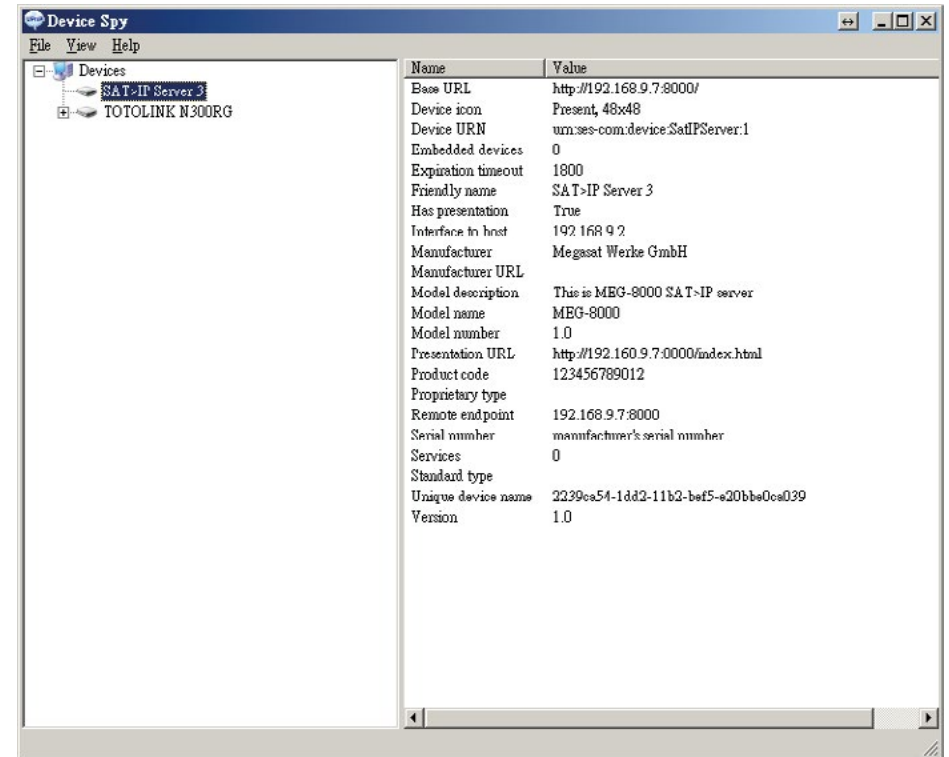 Device Spy
File View Help
Devices
SAT>IP Server 3
TOTOLINK N300RG
Name Value
Base URL http://192.168.9.7:8000/
Device icon Present, 48x48
Device URN urn:ses-com:device:SatIPServer:1
Embedded devices 0
Expiration timeout 1800
Friendly name SAT>IP Server 3
Has presentation True
Interface to host 192.168.9.2
Manufacturer Megasat Werke GmbH
Manufacturer URL
Model description This is MEG-8000 SAT>IP server
Model name MEG-8000
Model number 1.0
Presentation URL http://192.168.9.7:8000/index.html
Product code 123456789012
Proprietary type
Remote endpoint 192.168.9.7:8000
Serial number manufacturer's serial number
Services 0
Standard type
Unique device name 2239ca54-1dd2-11b2-bef5-e20bbe0ca039
Version 1.0